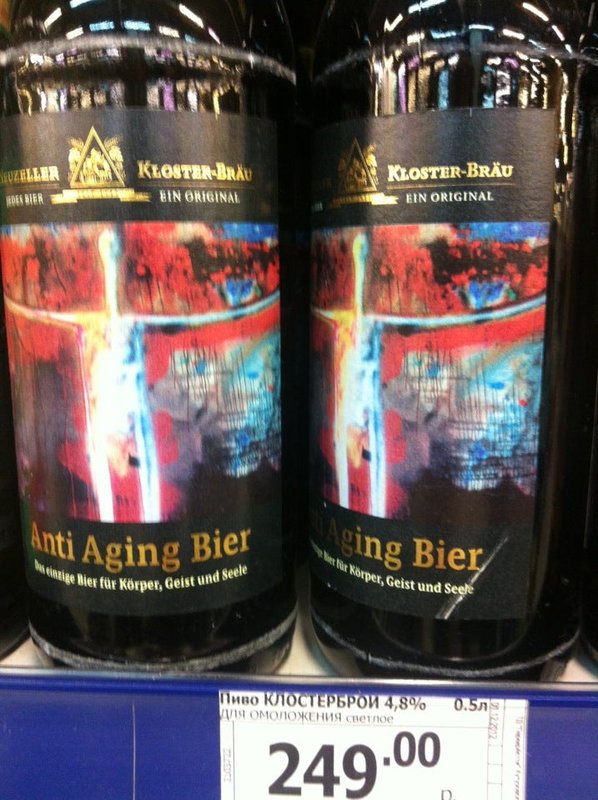 KLOSTER-BRÄU
JEDES BIER
EIN ORIGINAL
Anti Aging Bier
Das einzige Bier für Körper, Geist und Seele
KLOSTER-BRÄU
EIN ORIGINAL
Aging Bier
Bier für Körper, Geist und Seele
Пиво КЛОСТЕРБРОЙ 4,8% 0.5л
ДЛЯ ОМОЛОЖЕНИЯ светлое
249.00
р.